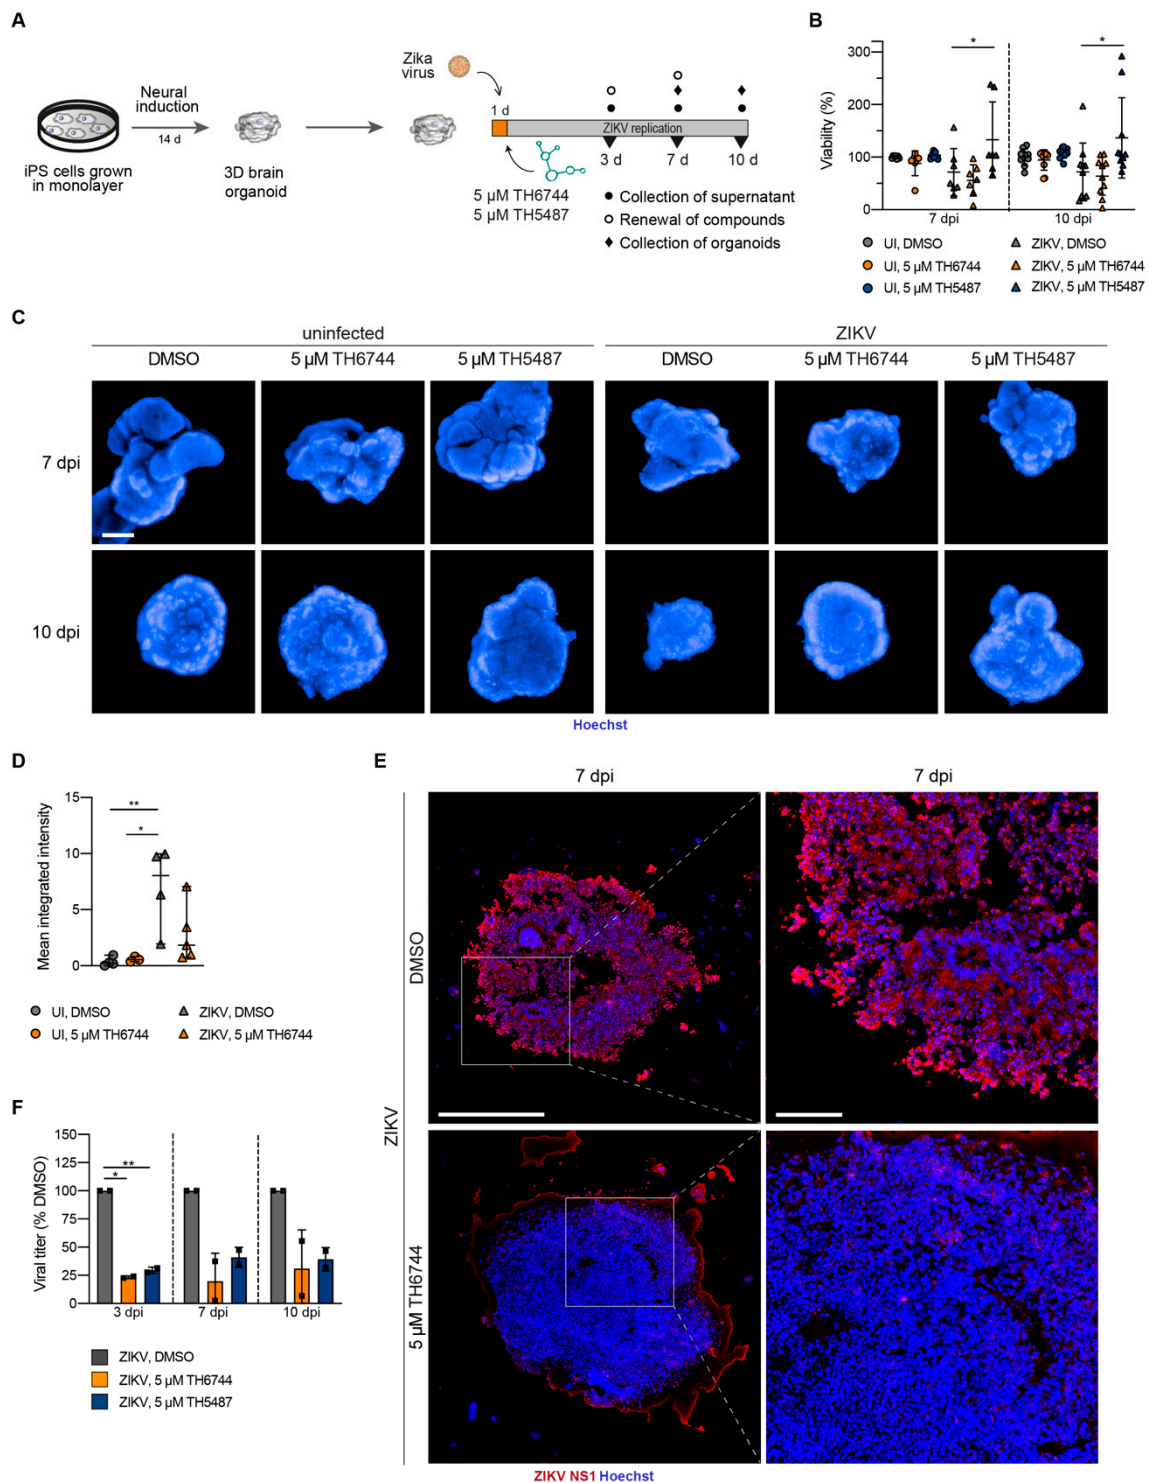 A
Zika
virus
Neural
induction
14 d
1 d
ZIKV replication
3 d
7 d
10 d
iPS cells grown
in monolayer
3D brain
organoid
5 µM TH6744
5 µM TH5487
Collection of supernatant
Renewal of compounds
Collection of organoids
B
Viability (%)
300
200
100
0
*
*
7 dpi
10 dpi
UI, DMSO
ZIKV, DMSO
UI, 5 µM TH6744
ZIKV, 5 µM TH6744
UI, 5 µM TH5487
ZIKV, 5 µM TH5487
C
uninfected
ZIKV
DMSO
5 µM TH6744
5 µM TH5487
DMSO
5 µM TH6744
5 µM TH5487
7 dpi
10 dpi
Hoechst
D
Mean integrated intensity
15
10
5
0
**
*
UI, DMSO
ZIKV, DMSO
UI, 5 µM TH6744
ZIKV, 5 µM TH6744
E
7 dpi
7 dpi
ZIKV
DMSO
5 µM TH6744
ZIKV NS1 Hoechst
F
Viral titer (% DMSO)
150
125
100
75
50
25
0
**
*
3 dpi
7 dpi
10 dpi
ZIKV, DMSO
ZIKV, 5 µM TH6744
ZIKV, 5 µM TH5487